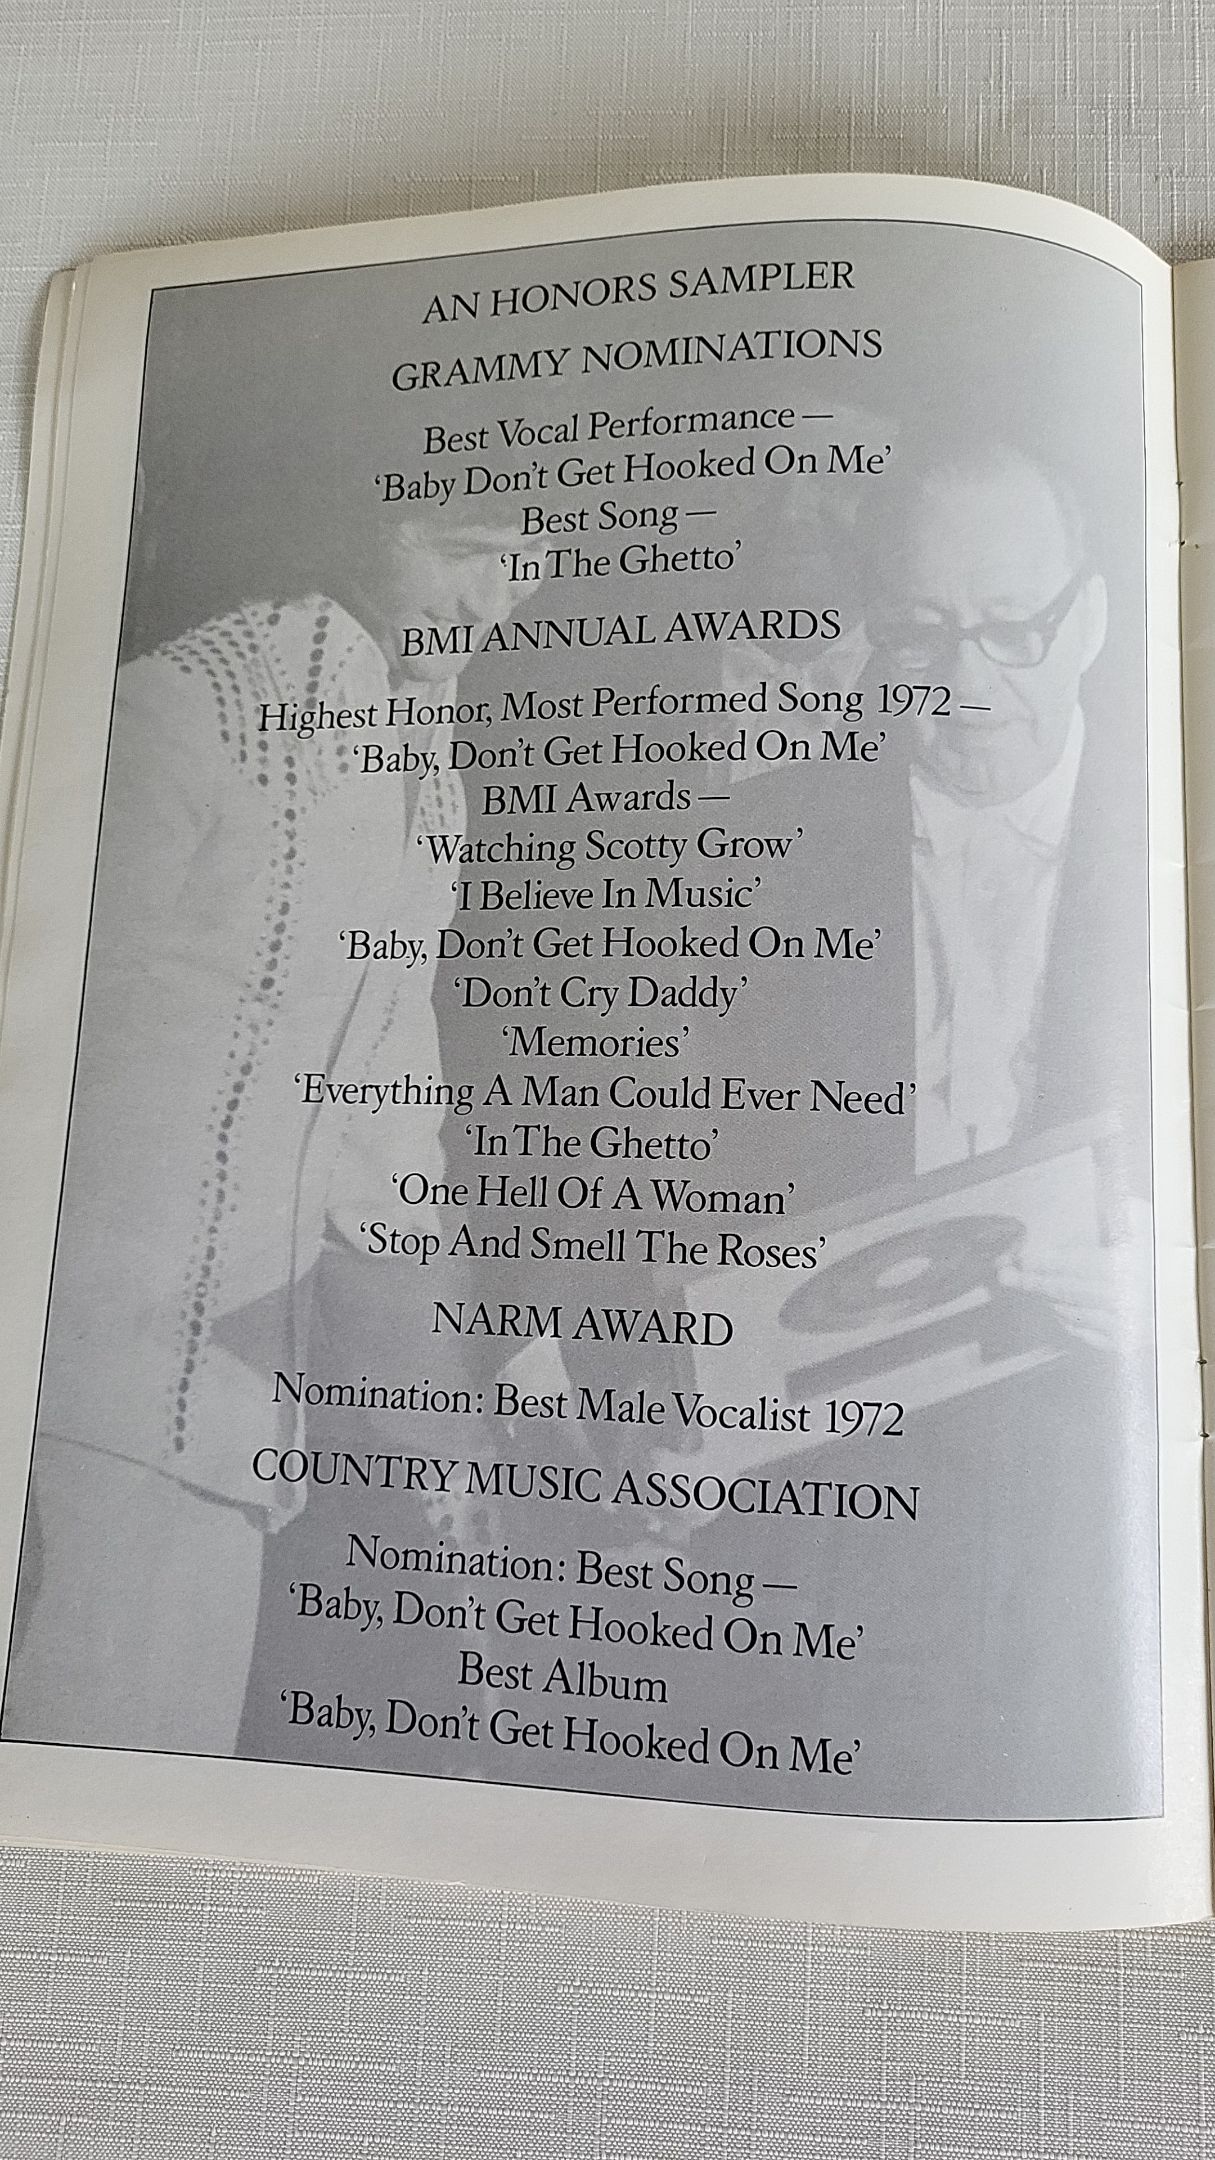 AN HONORS SAMPLER
GRAMMY NOMINATIONS
Best Vocal Performance—
‘Baby Don’t Get Hooked On Me’
Best Song—
‘In The Ghetto’
BMI ANNUAL AWARDS
Highest Honor, Most Performed Song 1972—
‘Baby, Don’t Get Hooked On Me’
BMI Awards—
‘Watching Scotty Grow’
‘I Believe In Music’
‘Baby, Don’t Get Hooked On Me’
‘Don’t Cry Daddy’
‘Memories’
‘Everything A Man Could Ever Need’
‘In The Ghetto’
‘One Hell Of A Woman’
‘Stop And Smell The Roses’
NARM AWARD
Nomination: Best Male Vocalist 1972
COUNTRY MUSIC ASSOCIATION
Nomination: Best Song—
‘Baby, Don’t Get Hooked On Me’
Best Album
‘Baby, Don’t Get Hooked On Me’